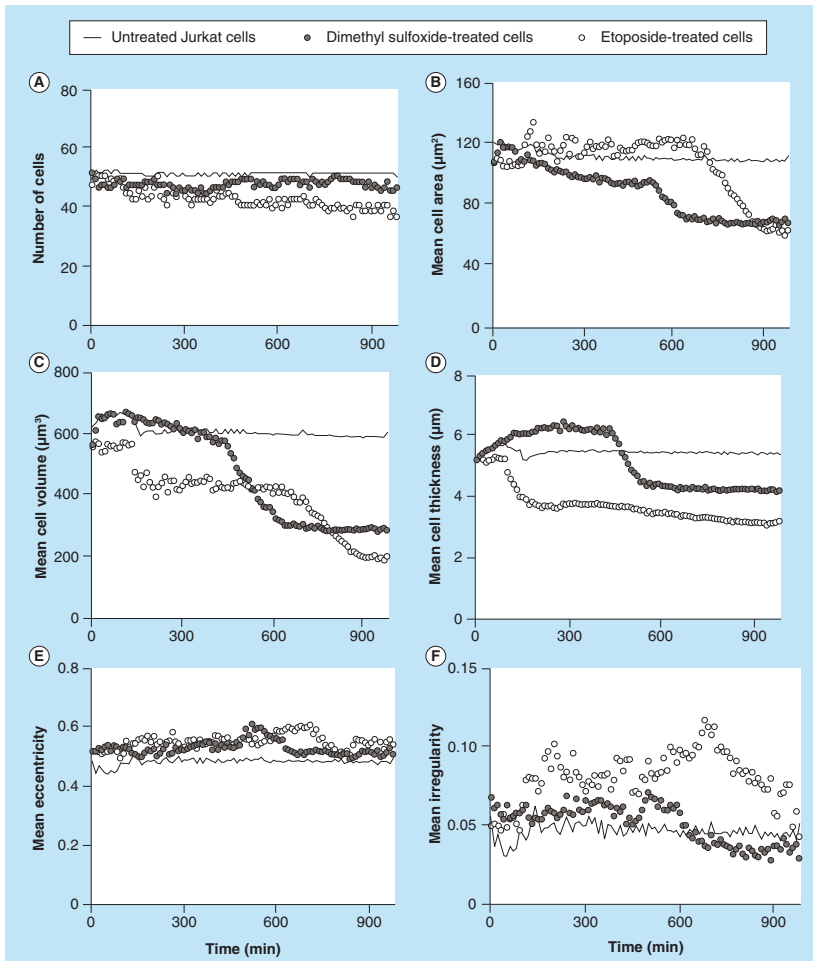 Untreated Jurkat cells Dimethyl sulfoxide-treated cells Etoposide-treated cells
A
80
60
40
20
0
Number of cells
0 300 600 900
B
160
120
80
40
0
Mean cell area (µm²)
0 300 600 900
C
800
600
400
200
0
Mean cell volume (µm³)
0 300 600 900
D
8
6
4
2
0
Mean cell thickness (µm)
0 300 600 900
E
0.8
0.6
0.4
0.2
0
Mean eccentricity
0 300 600 900
Time (min)
F
0.15
0.10
0.05
0
Mean irregularity
0 300 600 900
Time (min)